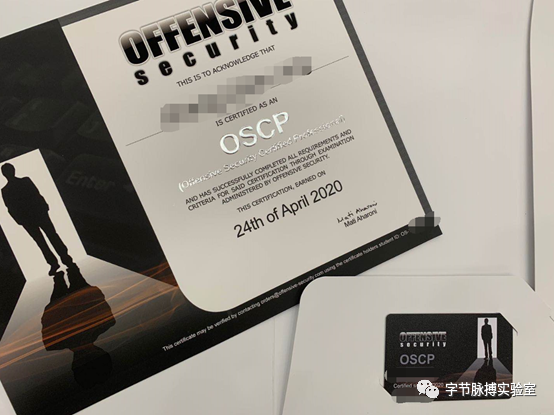 OFFENSIVE
security
THIS IS TO ACKNOWLEDGE THAT
IS CERTIFIED AS AN
OSCP
(Offensive Security Certified Professional)
AND HAS SUCCESSFULLY COMPLETED ALL REQUIREMENTS AND
CRITERIA FOR SAID CERTIFICATION THROUGH EXAMINATION
ADMINISTERED BY OFFENSIVE SECURITY.
THIS CERTIFICATION, EARNED ON
24th of April 2020
Mati Aharoni
Mati Aharoni
This certificate may be verified by contacting orders@offensive-security.com using the certificate holders student ID: OS-
Enter
OFFENSIVE
security
OSCP
Certified
字节脉搏实验室